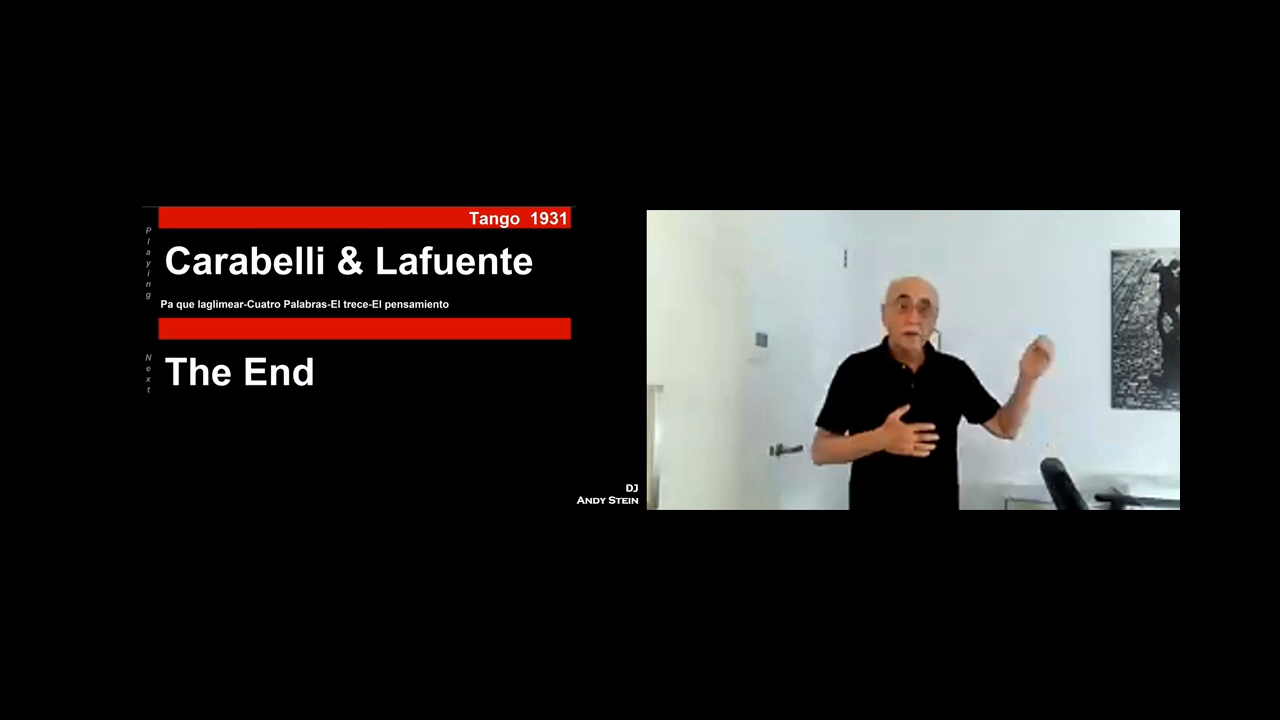 Tango 1931
Playing
Carabelli & Lafuente
Pa que laglimear-Cuatro Palabras-El trece-El pensamiento
Next
The End
DJ
ANDY STEIN